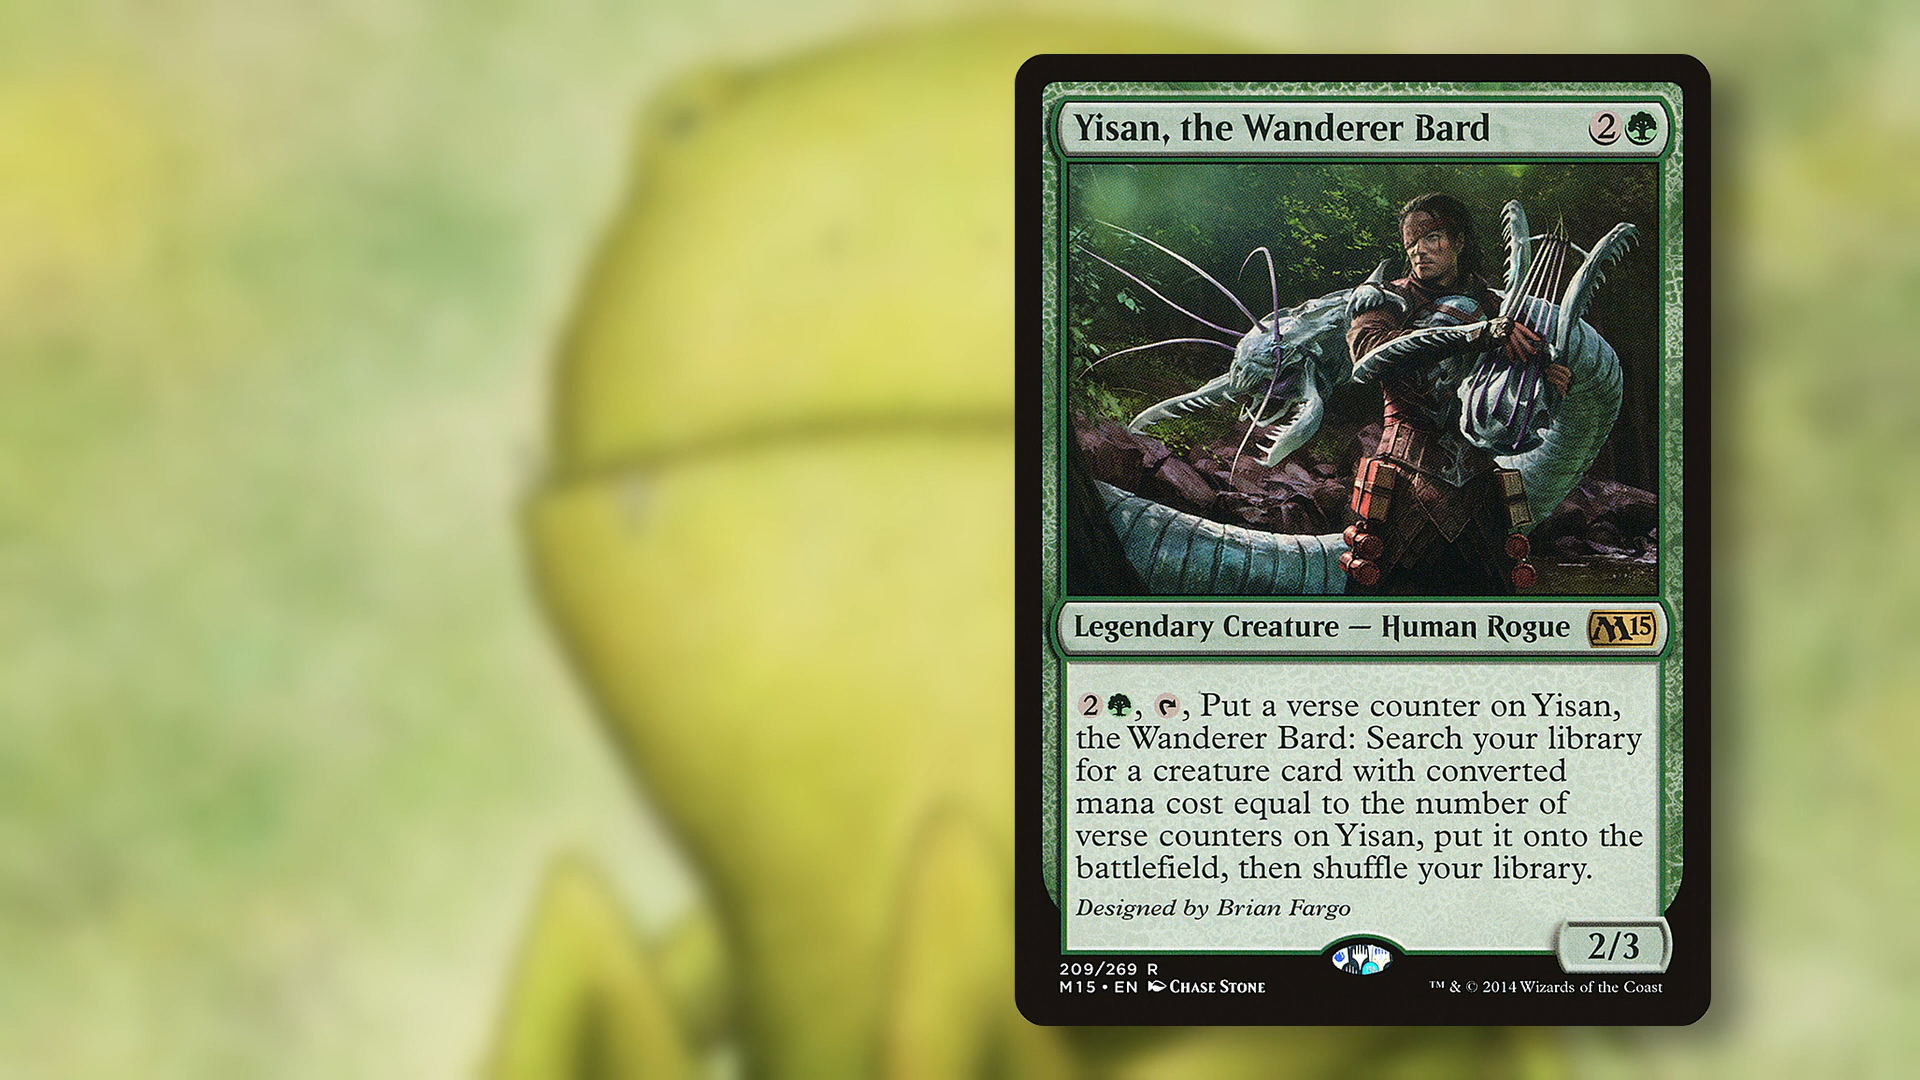 Yisan, the Wanderer Bard 2
Legendary Creature — Human Rogue M15
2 , , Put a verse counter on Yisan,
the Wanderer Bard: Search your library
for a creature card with converted
mana cost equal to the number of
verse counters on Yisan, put it onto the
battlefield, then shuffle your library.
Designed by Brian Fargo
2/3
209/269 R
M15 • EN Chase Stone
™ & © 2014 Wizards of the Coast